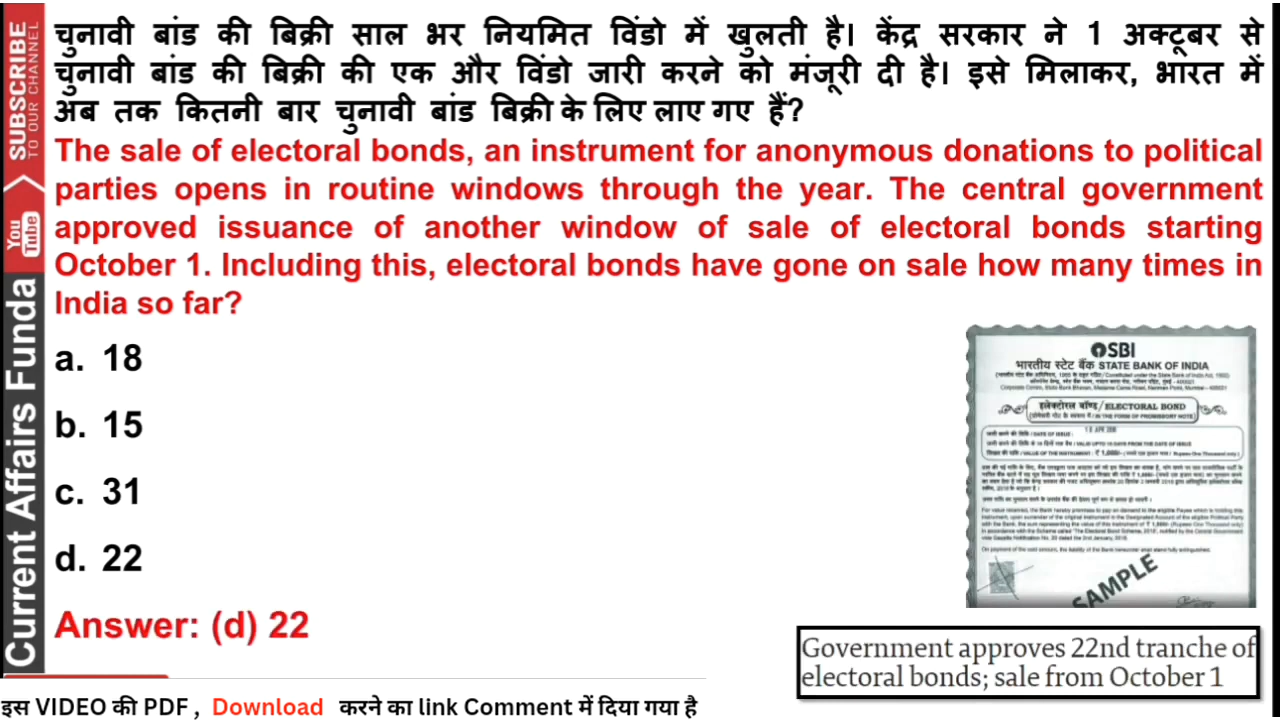 SUBSCRIBE
TO OUR CHANNEL
You
Tube
Current Affairs Funda
चुनावी बांड की बिक्री साल भर नियमित विंडो में खुलती है। केंद्र सरकार ने 1 अक्टूबर से
चुनावी बांड की बिक्री की एक और विंडो जारी करने को मंजूरी दी है। इसे मिलाकर, भारत में
अब तक कितनी बार चुनावी बांड बिक्री के लिए लाए गए हैं?
The sale of electoral bonds, an instrument for anonymous donations to political
parties opens in routine windows through the year. The central government
approved issuance of another window of sale of electoral bonds starting
October 1. Including this, electoral bonds have gone on sale how many times in
India so far?
a. 18
b. 15
c. 31
d. 22
Answer: (d) 22
SBI
भारतीय स्टेट बैंक STATE BANK OF INDIA
इलेक्टोरल बॉण्ड/ELECTORAL BOND
SAMPLE
Government approves 22nd tranche of
electoral bonds; sale from October 1
इस VIDEO की PDF , Download करने का link Comment में दिया गया है